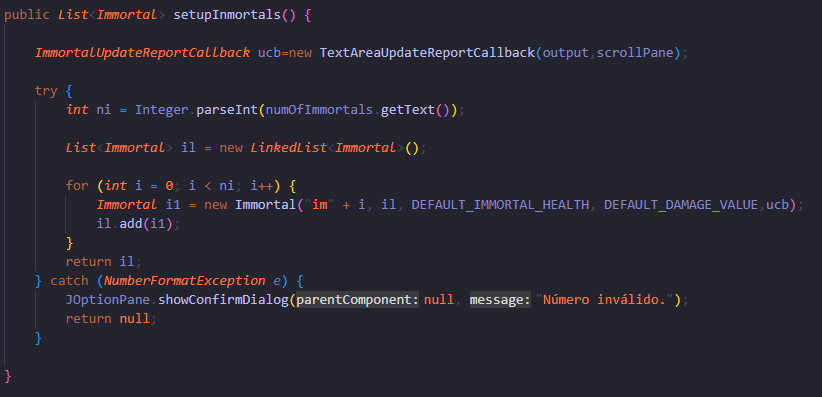 public List<Immortal> setupInmortals() {
ImmortalUpdateReportCallback ucb=new TextAreaUpdateReportCallback(output,scrollPane);
try {
int ni = Integer.parseInt(numOfImmortals.getText());
List<Immortal> il = new LinkedList<Immortal>();
for (int i = 0; i < ni; i++) {
Immortal i1 = new Immortal("im" + i, il, DEFAULT_IMMORTAL_HEALTH, DEFAULT_DAMAGE_VALUE,ucb);
il.add(i1);
}
return il;
} catch (NumberFormatException e) {
JOptionPane.showConfirmDialog(parentComponent: null, message: "Número inválido.");
return null;
}
}